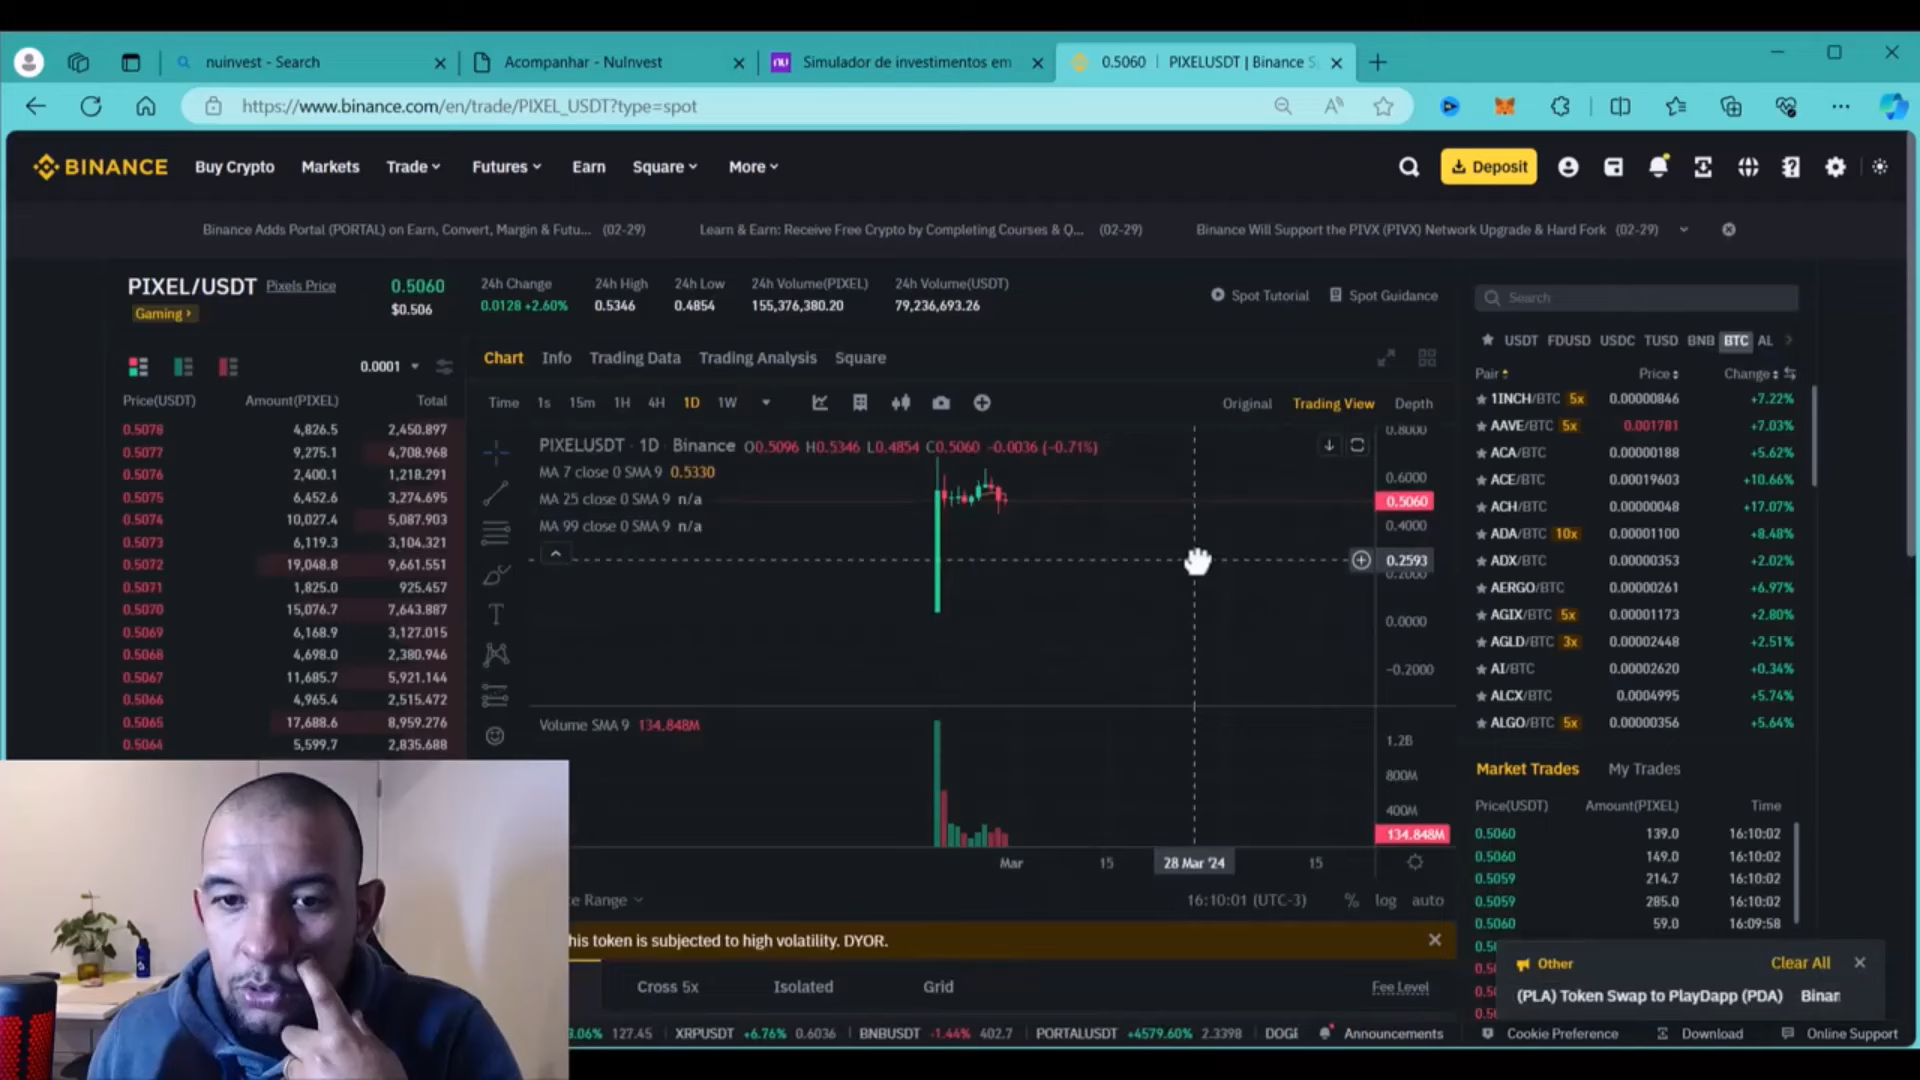 nuinvest - Search
Acompanhar - NuInvest
nu Simulador de investimentos em
0.5060 | PIXELUSDT | Binance S
https://www.binance.com/en/trade/PIXEL_USDT?type=spot
BINANCE Buy Crypto Markets Trade Futures Earn Square More Deposit
Binance Adds Portal (PORTAL) on Earn, Convert, Margin & Futu... (02-29) Learn & Earn: Receive Free Crypto by Completing Courses & Q... (02-29) Binance Will Support the PIVX (PIVX) Network Upgrade & Hard Fork (02-29)
PIXEL/USDT Pixels Price
Gaming
0.5060
$0.506
24h Change
0.0128 +2.60%
24h High
0.5346
24h Low
0.4854
24h Volume(PIXEL)
155,376,380.20
24h Volume(USDT)
79,236,693.26
Spot Tutorial Spot Guidance
0.0001
Price(USDT) Amount(PIXEL) Total
0.5078 4,826.5 2,450.897
0.5077 9,275.1 4,708.968
0.5076 2,400.1 1,218.291
0.5075 6,452.6 3,274.695
0.5074 10,027.4 5,087.903
0.5073 6,119.3 3,104.321
0.5072 19,048.8 9,661.551
0.5071 1,825.0 925.457
0.5070 15,076.7 7,643.887
0.5069 6,168.9 3,127.015
0.5068 4,698.0 2,380.946
0.5067 11,685.7 5,921.144
0.5066 4,965.4 2,515.472
0.5065 17,688.6 8,959.276
0.5064 5,599.7 2,835.688
Chart Info Trading Data Trading Analysis Square
Time 1s 15m 1H 4H 1D 1W Original Trading View Depth
PIXELUSDT · 1D · Binance O0.5096 H0.5346 L0.4854 C0.5060 -0.0036 (-0.71%)
MA 7 close 0 SMA 9 0.5330
MA 25 close 0 SMA 9 n/a
MA 99 close 0 SMA 9 n/a
0.8000
0.6000
0.5060
0.4000
0.2593
0.2000
0.0000
-0.2000
Volume SMA 9 134.848M
1.2B
800M
400M
134.848M
Mar 15 28 Mar '24 15
e Range 16:10:01 (UTC-3) % log auto
his token is subjected to high volatility. DYOR.
Cross 5x Isolated Grid Fee Level
Search
USDT FDUSD USDC TUSD BNB BTC AL
Pair Price Change
1INCH/BTC 5x 0.00000846 +7.22%
AAVE/BTC 5x 0.001781 +7.03%
ACA/BTC 0.00000188 +5.62%
ACE/BTC 0.00019603 +10.66%
ACH/BTC 0.00000048 +17.07%
ADA/BTC 10x 0.00001100 +8.48%
ADX/BTC 0.00000353 +2.02%
AERGO/BTC 0.00000261 +6.97%
AGIX/BTC 5x 0.00001173 +2.80%
AGLD/BTC 3x 0.00002448 +2.51%
AI/BTC 0.00002620 +0.34%
ALCX/BTC 0.0004995 +5.74%
ALGO/BTC 5x 0.00000356 +5.64%
Market Trades My Trades
Price(USDT) Amount(PIXEL) Time
0.5060 139.0 16:10:02
0.5060 149.0 16:10:02
0.5059 214.7 16:10:02
0.5059 285.0 16:10:02
0.5060 59.0 16:09:58
Other Clear All
(PLA) Token Swap to PlayDapp (PDA) Binan
3.06% 127.45 XRPUSDT +6.76% 0.6036 BNBUSDT -1.44% 402.7 PORTALUSDT +4579.60% 2.3398 DOGE Announcements Cookie Preference Download Online Support